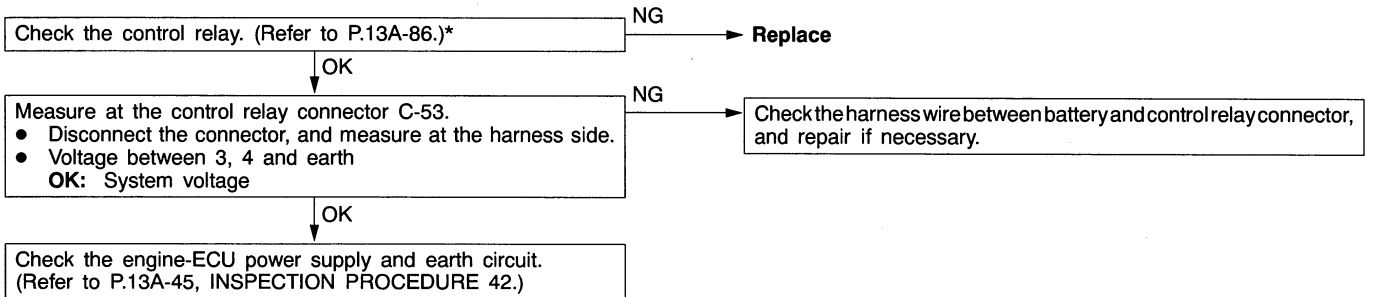 Check the control relay. (Refer to P.13A-86.)*
NG
Replace
OK
Measure at the control relay connector C-53.
● Disconnect the connector, and measure at the harness side.
● Voltage between 3, 4 and earth
OK: System voltage
NG
Check the harness wire between battery and control relay connector,
and repair if necessary.
OK
Check the engine-ECU power supply and earth circuit.
(Refer to P.13A-45, INSPECTION PROCEDURE 42.)